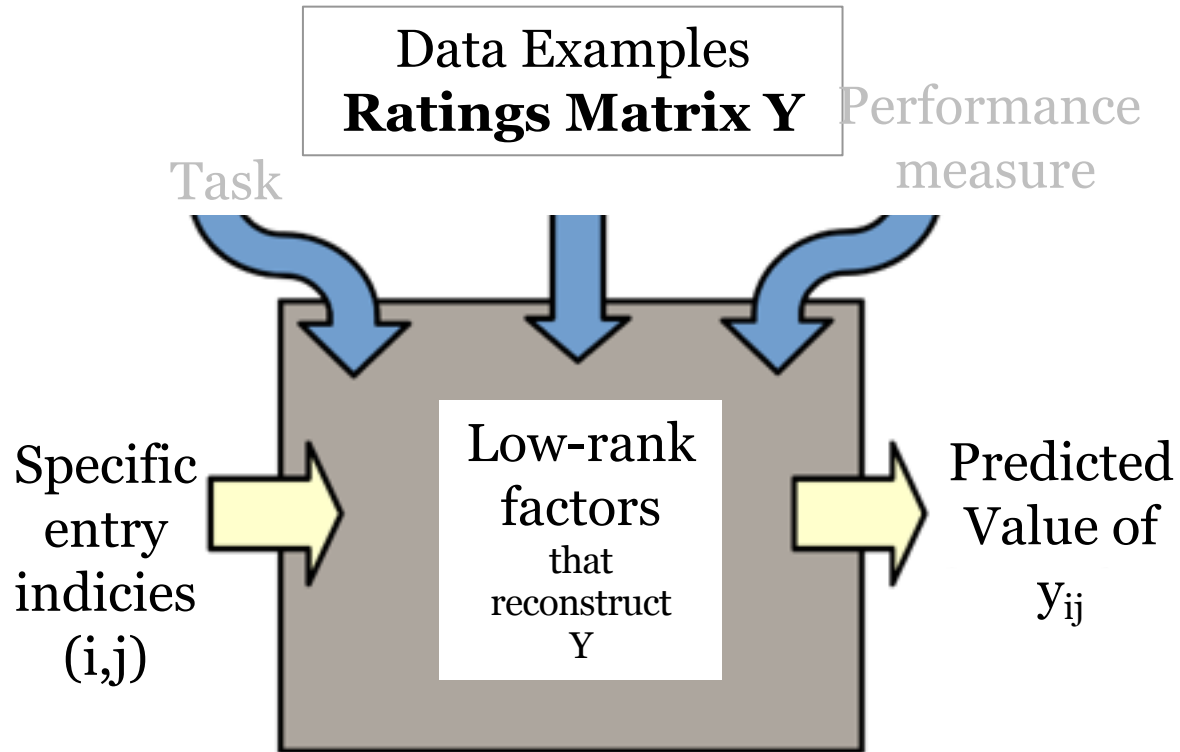 Data Examples
Ratings Matrix Y
Performance
measure
Task
Specific
entry
indicies
(i,j)
Low-rank
factors
that
reconstruct
Y
Predicted
Value of
yᵢⱼ